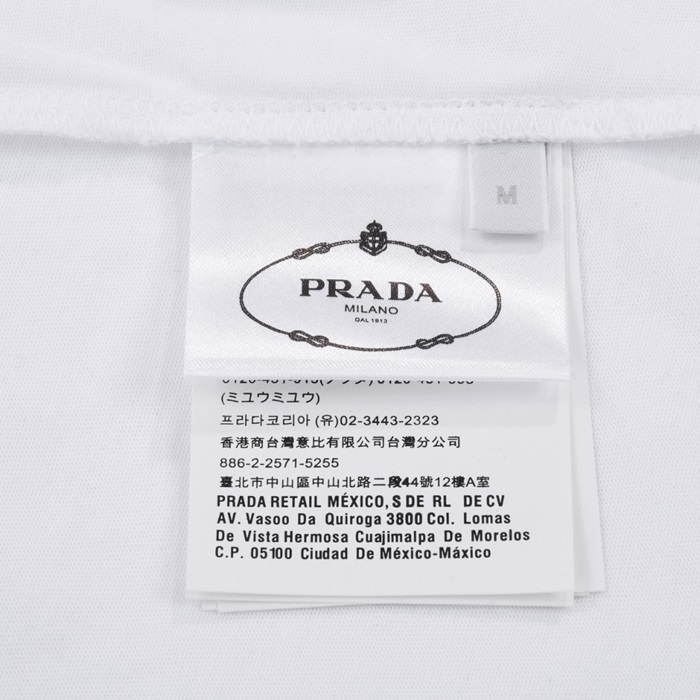 M
PRADA
MILANO
DAL 1913
(ミユウミユウ)
프라다코리아 (유)02-3443-2323
香港商台灣意比有限公司台灣分公司
886-2-2571-5255
臺北市中山區中山北路二段44號12樓A室
PRADA RETAIL MÉXICO, S DE RL DE CV
AV. Vasoo Da Quiroga 3800 Col. Lomas
De Vista Hermosa Cuajimalpa De Morelos
C.P. 05100 Ciudad De México-Máxico